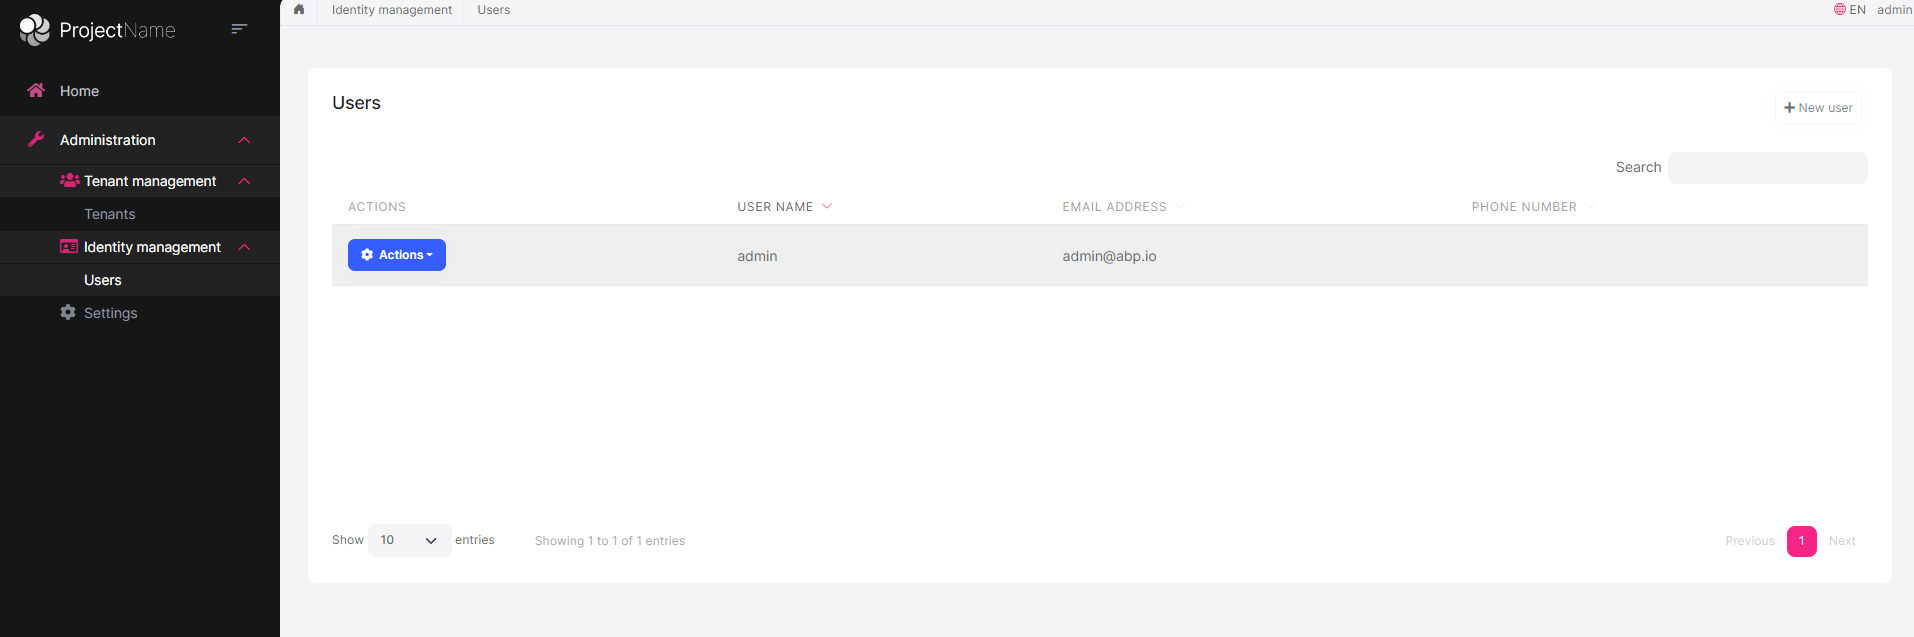 ProjectName
Home
Administration
Tenant management
Tenants
Identity management
Users
Settings
Identity management Users
EN admin
Users
New user
Search
ACTIONS USER NAME EMAIL ADDRESS PHONE NUMBER
Actions admin admin@abp.io
Show 10 entries Showing 1 to 1 of 1 entries
Previous 1 Next